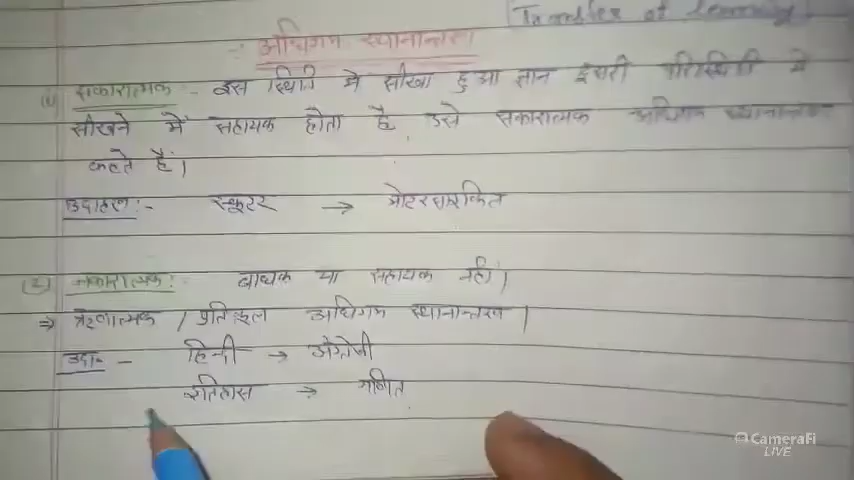 Transfer of learning
-: अधिगम स्थानान्तरण
(1) सकारात्मक :- इस स्थिति में सीखा हुआ ज्ञान दूसरी परिस्थिती में
सीखने में सहायक होता है, उसे सकारात्मक अधिगम स्थानान्तरण
कहते हैं।
उदाहरण:- स्कूटर → मोटरसाईकिल
(2) नकारात्मक:- बाधक या सहायक नहीं।
⇒ ऋणात्मक / प्रतिकूल अधिगम स्थानान्तरण।
उदा- - हिन्दी → अंग्रेजी
इतिहास → गणित
CameraFi
LIVE